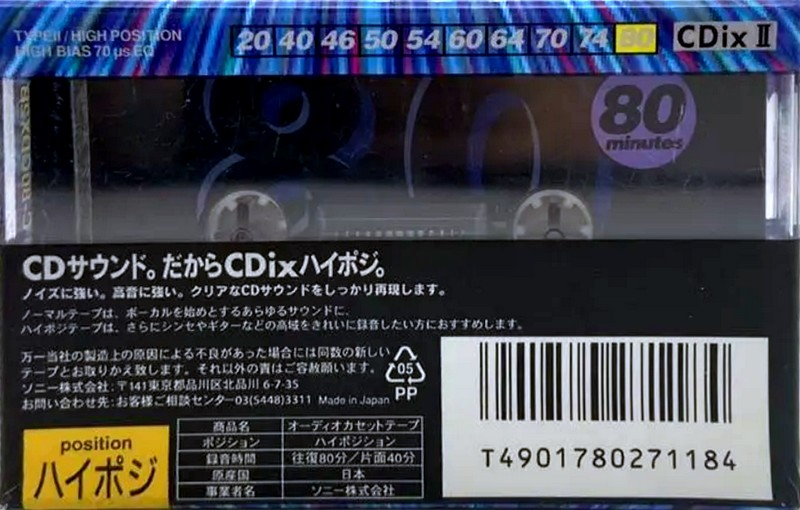 TYPEII / HIGH POSITION
HIGH BIAS 70 μs EQ
20 40 46 50 54 60 64 70 74 80
CDixⅡ
80
minutes
C-80CDX5B
CDサウンド。だからCDixハイポジ。
ノイズに強い。高音に強い。クリアなCDサウンドをしっかり再現します。
ノーマルテープは、ボーカルを始めとするあらゆるサウンドに、
ハイポジテープは、さらにシンセやギターなどの高域をきれいに録音したい方におすすめします。
万一当社の製造上の原因による不良があった場合には同数の新しい
テープとお取りかえ致します。それ以外の責はご容赦願います。
ソニー株式会社:〒141東京都品川区北品川 6-7-35
お問い合わせ先:お客様ご相談センター03(5448)3311 Made in Japan
05
PP
position
ハイポジ
商品名 オーディオカセットテープ
ポジション ハイポジション
録音時間 往復80分/片面40分
原産国 日本
事業者名 ソニー株式会社
T4901780271184